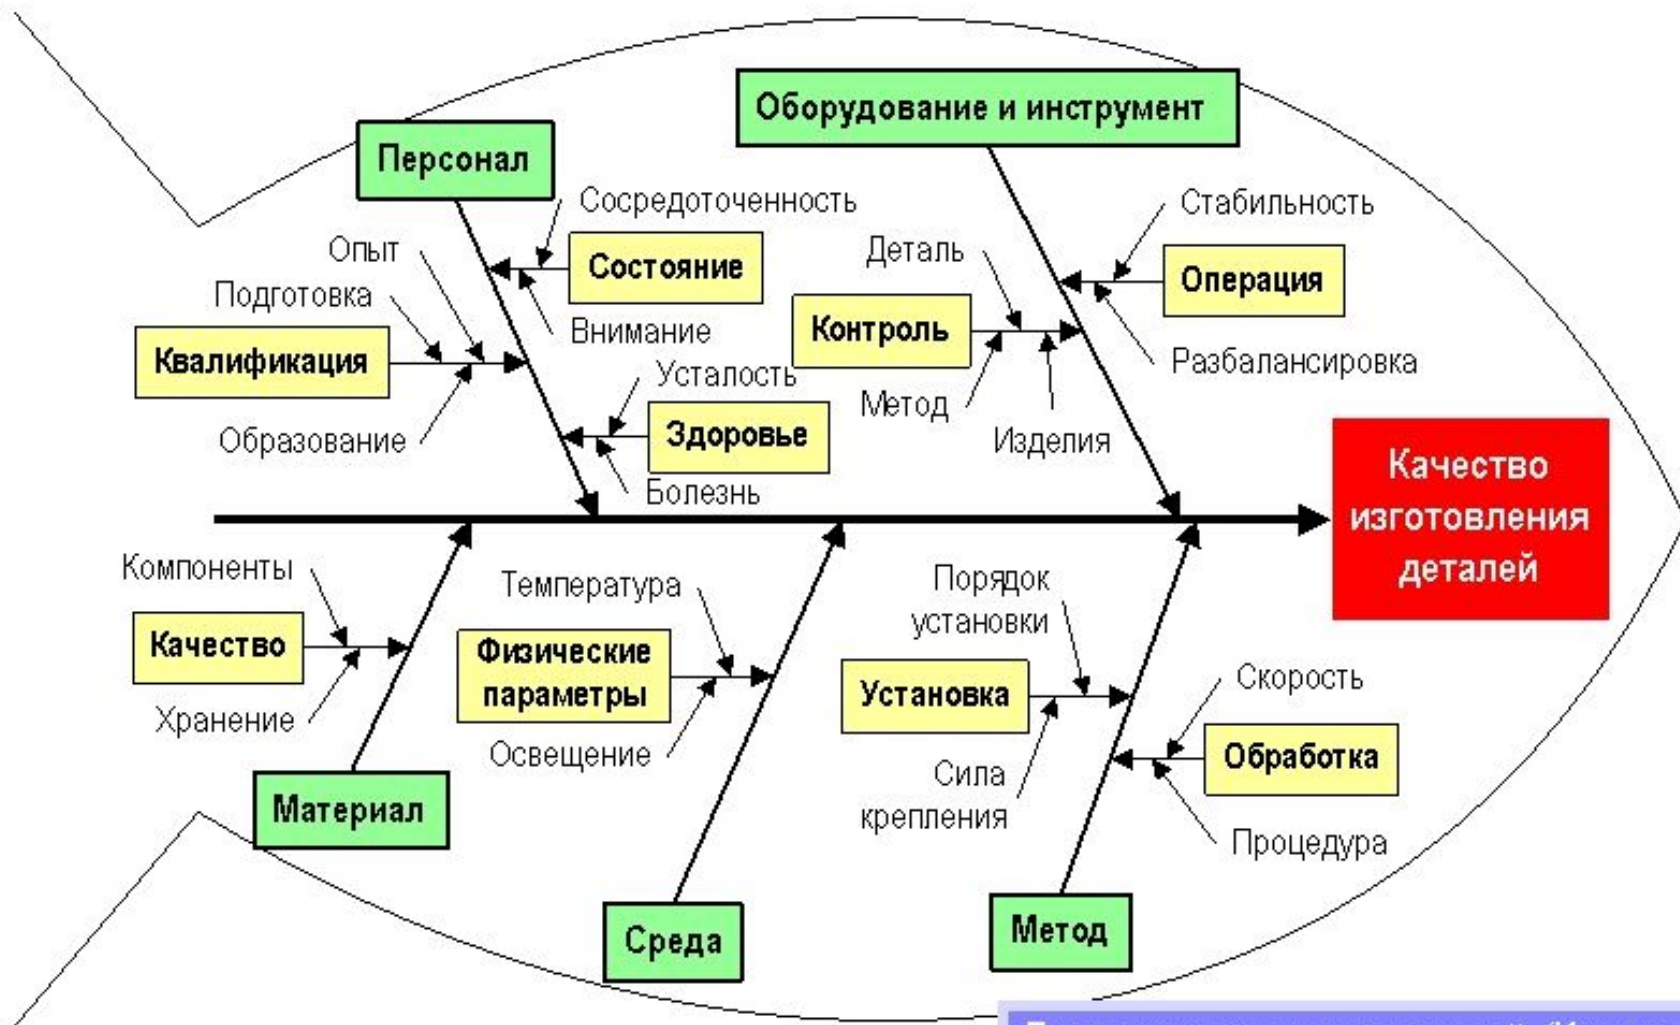 Оборудование и инструмент
Персонал
Сосредоточенность
Стабильность
Опыт
Деталь
Состояние
Операция
Подготовка
Внимание
Контроль
Квалификация
Разбалансировка
Усталость
Метод
Образование
Здоровье
Изделия
Болезнь
Качество
изготовления
деталей
Компоненты
Температура
Порядок
установки
Качество
Физические
параметры
Установка
Скорость
Хранение
Освещение
Обработка
Сила
крепления
Материал
Процедура
Среда
Метод